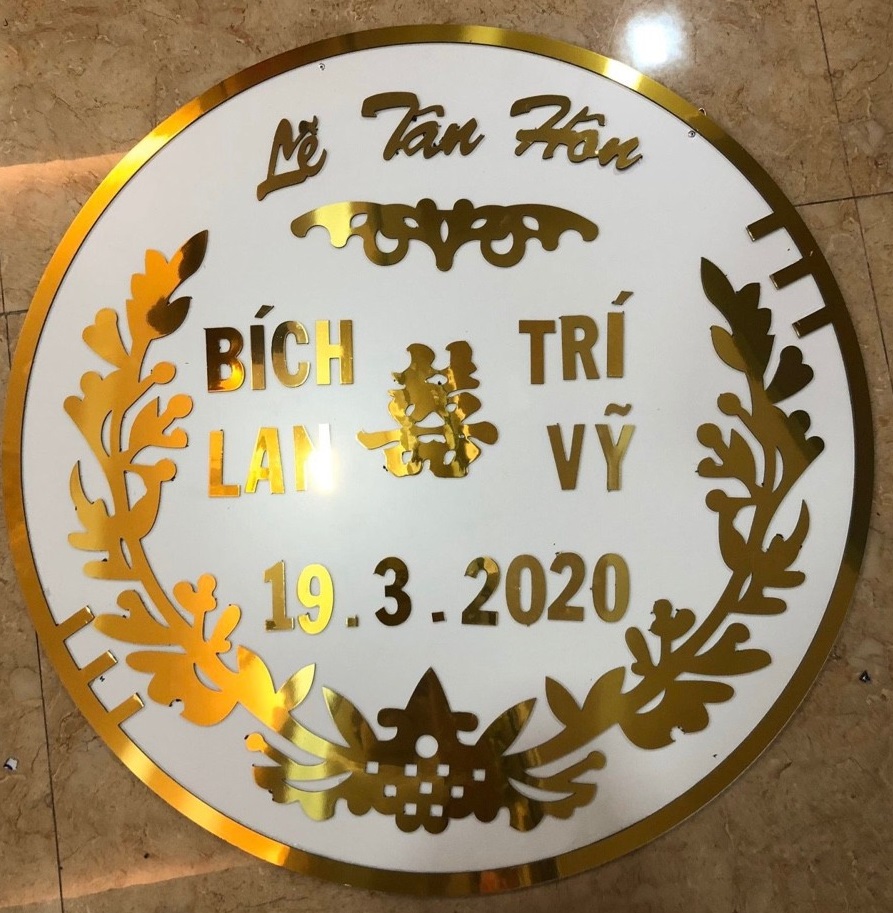 Lễ Tân Hôn
BÍCH LAN
囍
TRÍ VỸ
19.3.2020